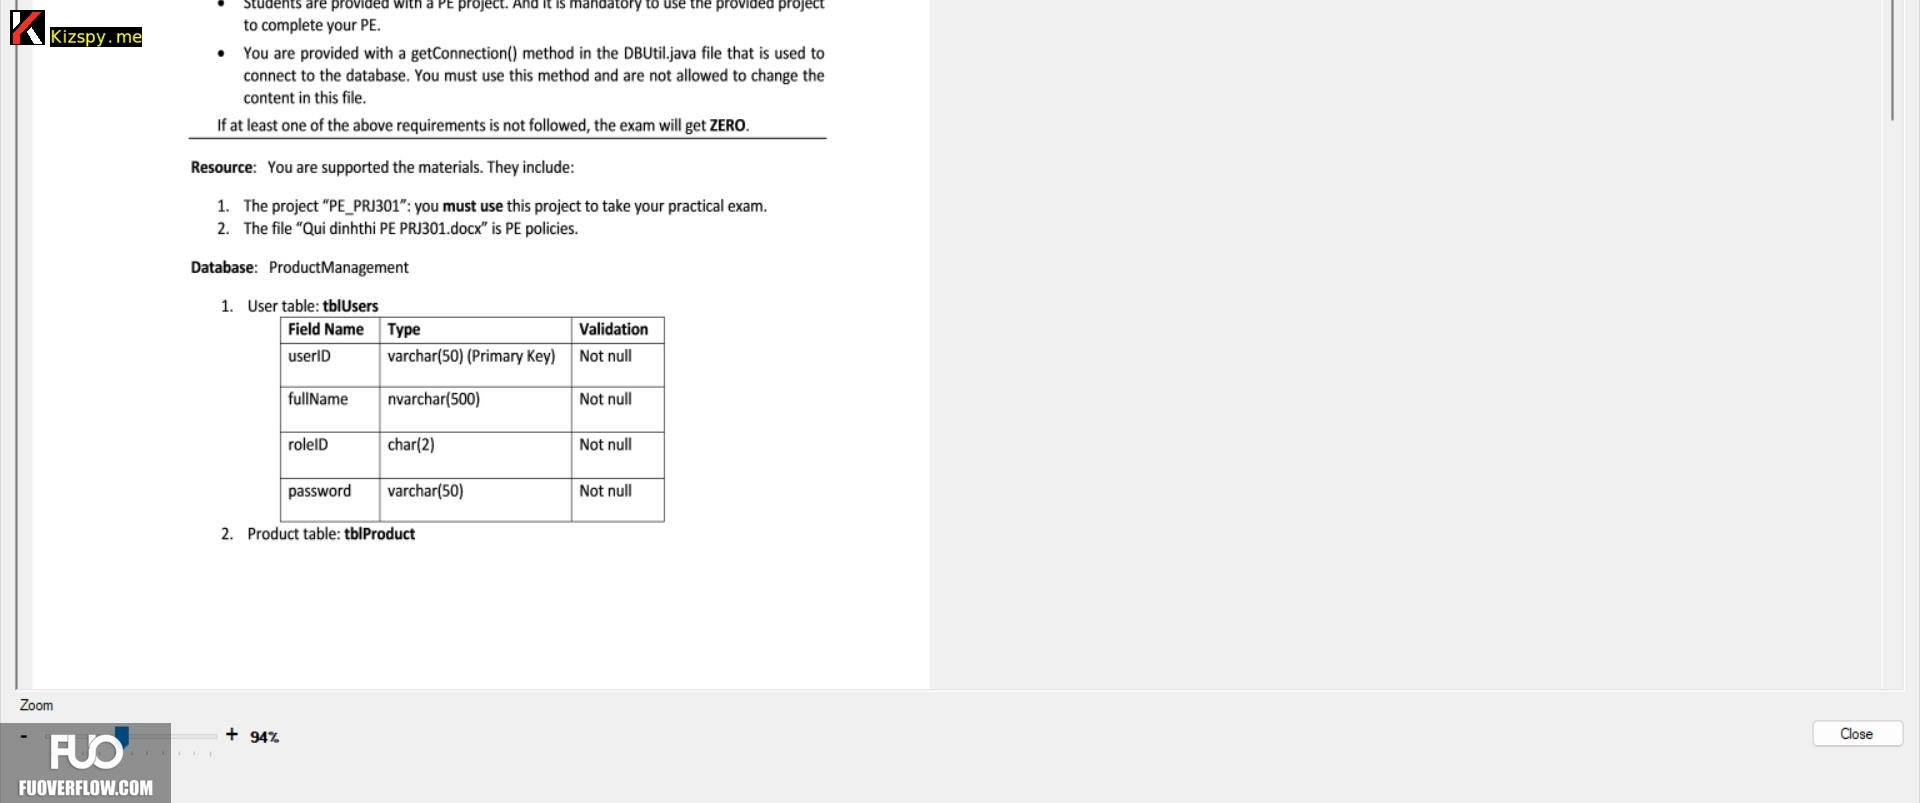 Students are provided with a PE project. And it is mandatory to use the provided project
to complete your PE.
Kizspy.me
• You are provided with a getConnection() method in the DBUtil.java file that is used to
connect to the database. You must use this method and are not allowed to change the
content in this file.
If at least one of the above requirements is not followed, the exam will get ZERO.
Resource: You are supported the materials. They include:
1. The project “PE_PRJ301”: you must use this project to take your practical exam.
2. The file “Qui dinhthi PE PRJ301.docx” is PE policies.
Database: ProductManagement
1. User table: tblUsers
Field Name Type Validation
userID varchar(50) (Primary Key) Not null
fullName nvarchar(500) Not null
roleID char(2) Not null
password varchar(50) Not null
2. Product table: tblProduct
Zoom
- + 94%
Close
FUO
FUOVERFLOW.COM